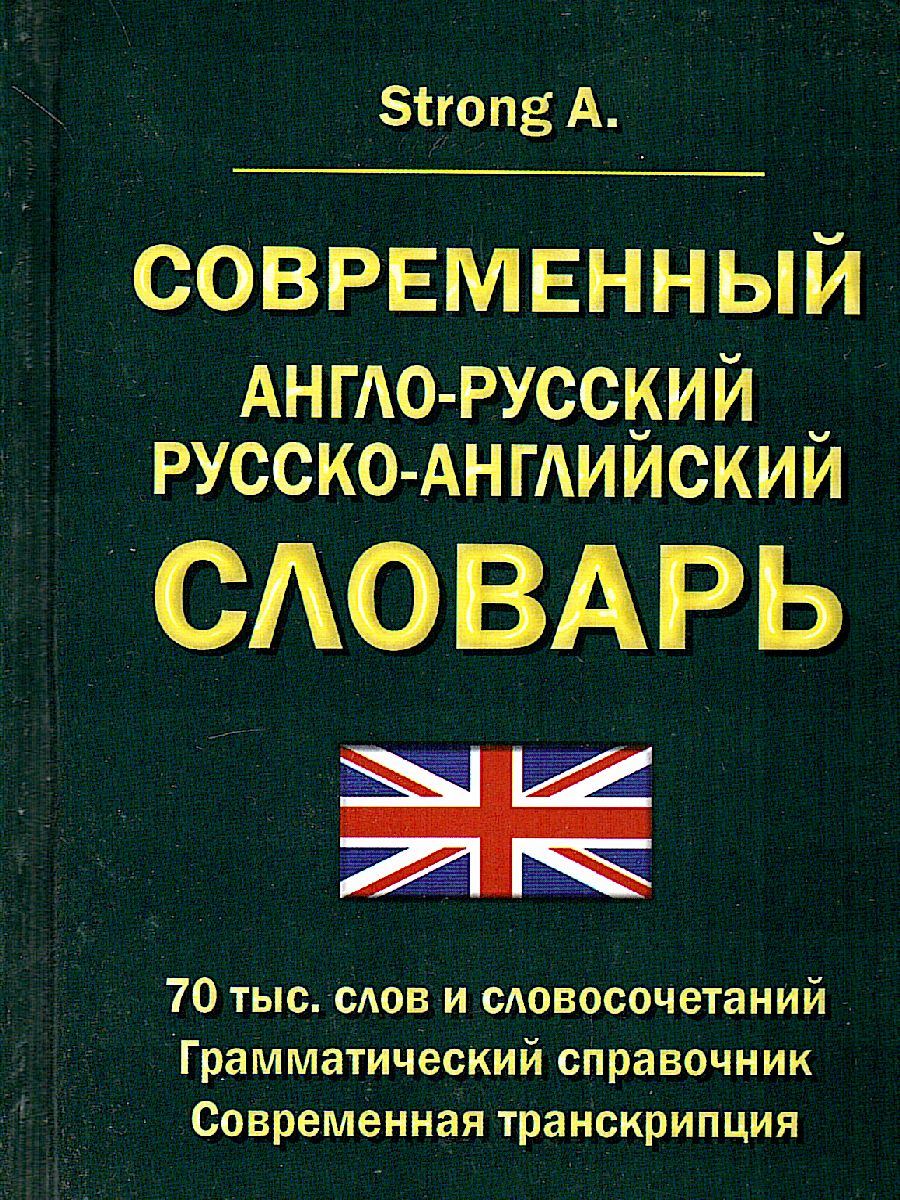 Strong A.
СОВРЕМЕННЫЙ
АНГЛО-РУССКИЙ
РУССКО-АНГЛИЙСКИЙ
СЛОВАРЬ
70 тыс. слов и словосочетаний
Грамматический справочник
Современная транскрипция